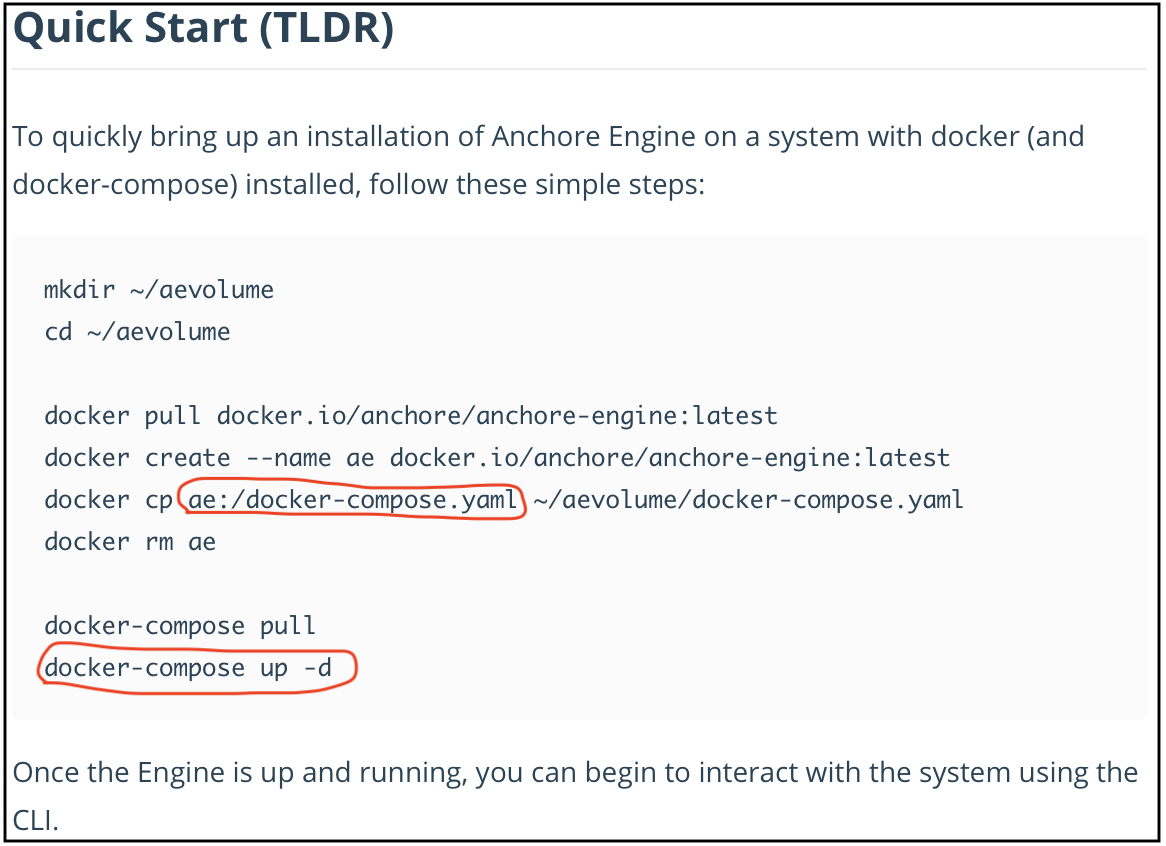 Quick Start (TLDR)
To quickly bring up an installation of Anchore Engine on a system with docker (and
docker-compose) installed, follow these simple steps:
mkdir ~/aevolume
cd ~/aevolume
docker pull docker.io/anchore/anchore-engine:latest
docker create --name ae docker.io/anchore/anchore-engine:latest
docker cp ae:/docker-compose.yaml ~/aevolume/docker-compose.yaml
docker rm ae
docker-compose pull
docker-compose up -d
Once the Engine is up and running, you can begin to interact with the system using the
CLI.